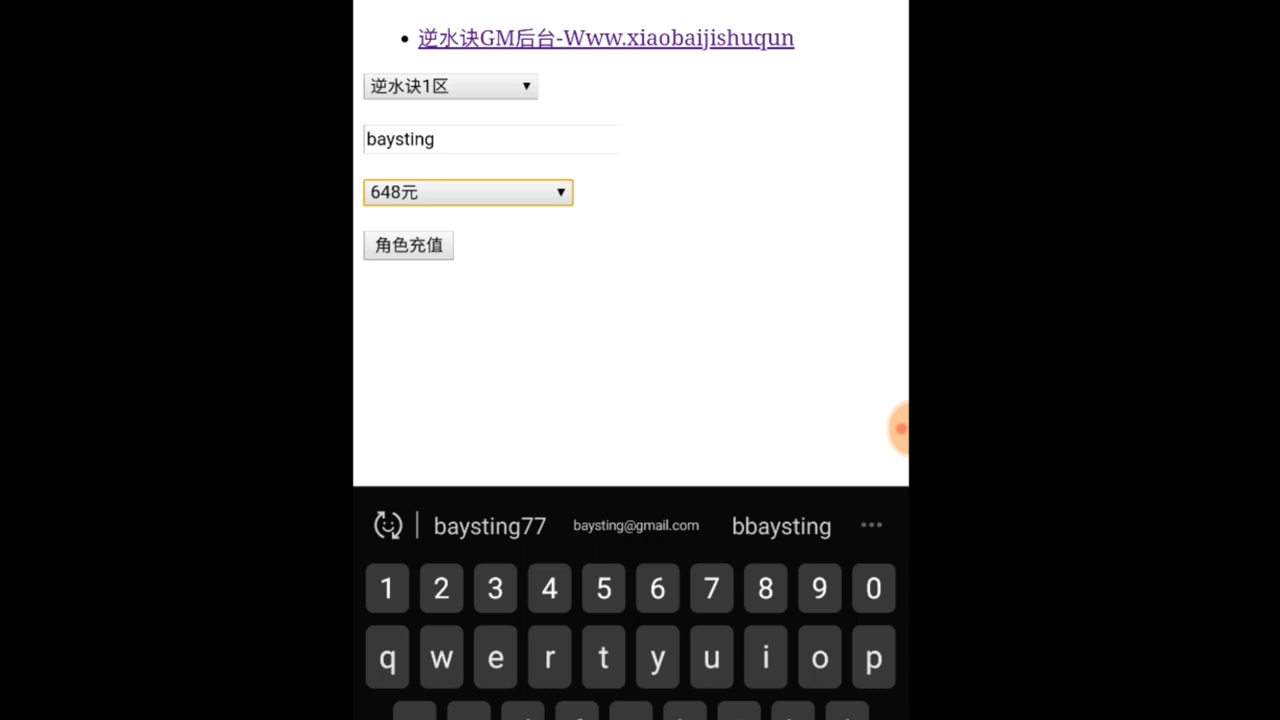 逆水诀GM后台-Www.xiaobaijishuqun
逆水诀1区
baysting
648元
角色充值
baysting77 baysting@gmail.com bbaysting
1 2 3 4 5 6 7 8 9 0
q w e r t y u i o p